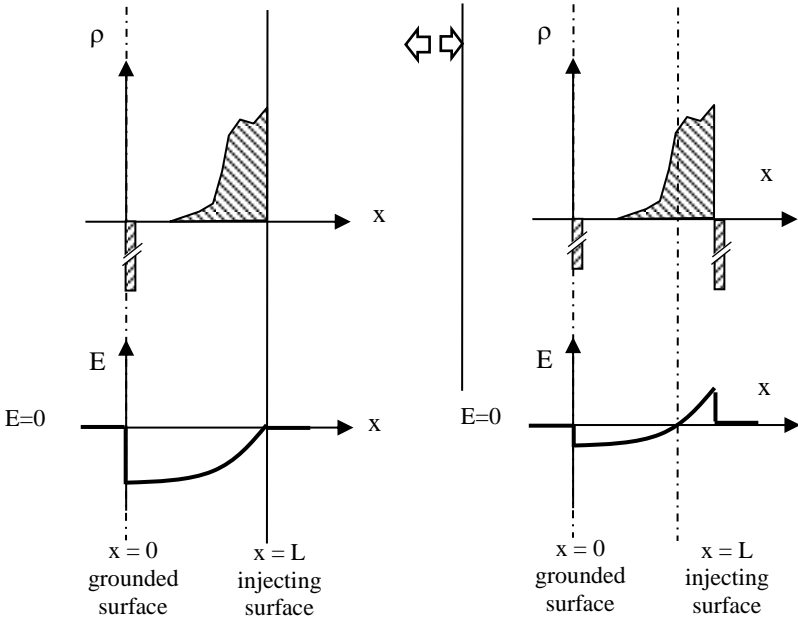 ρ
x
E
E=0
x
x = 0
grounded
surface
x = L
injecting
surface
ρ
x
E
x
E=0
x = 0
grounded
surface
x = L
injecting
surface